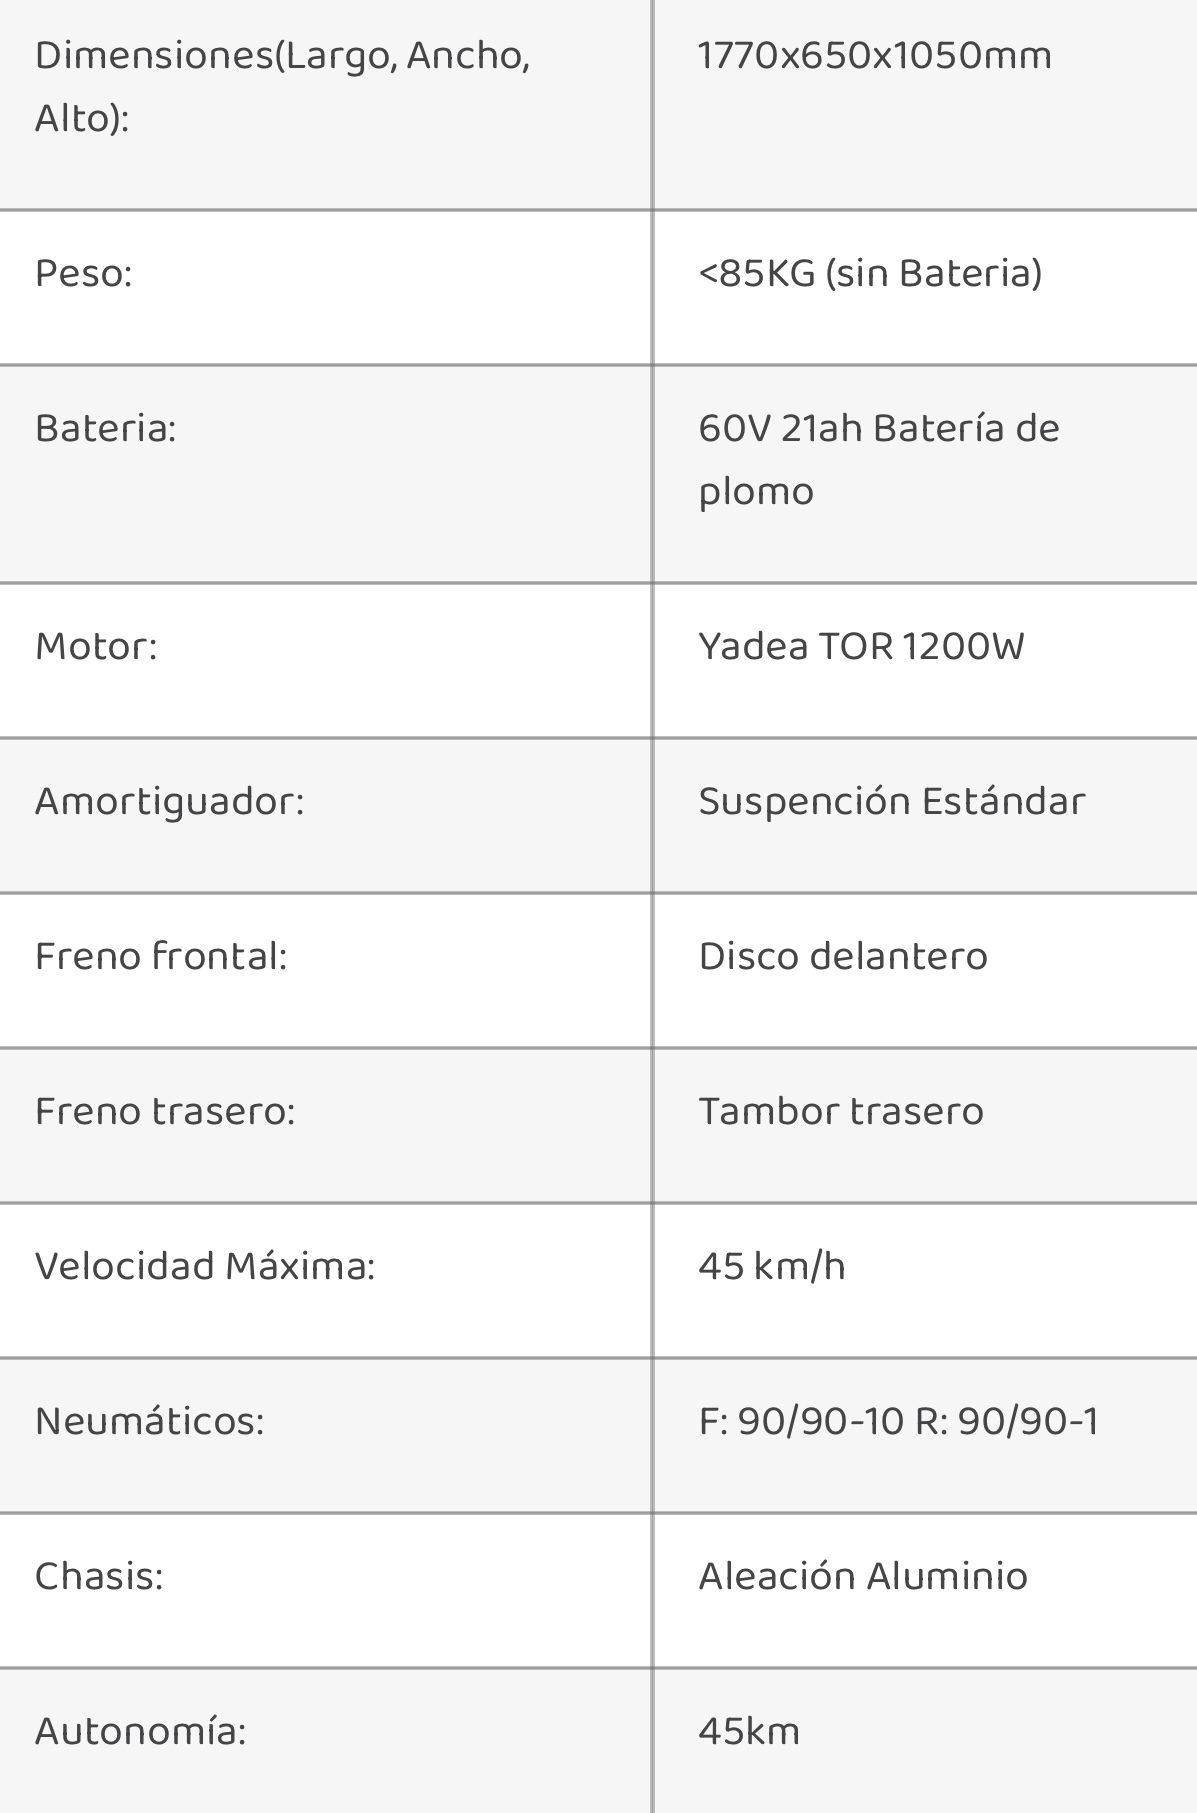 Dimensiones(Largo, Ancho,
Alto):
1770x650x1050mm
Peso:
<85KG (sin Bateria)
Bateria:
60V 21ah Batería de
plomo
Motor:
Yadea TOR 1200W
Amortiguador:
Suspención Estándar
Freno frontal:
Disco delantero
Freno trasero:
Tambor trasero
Velocidad Máxima:
45 km/h
Neumáticos:
F: 90/90-10 R: 90/90-1
Chasis:
Aleación Aluminio
Autonomía:
45km